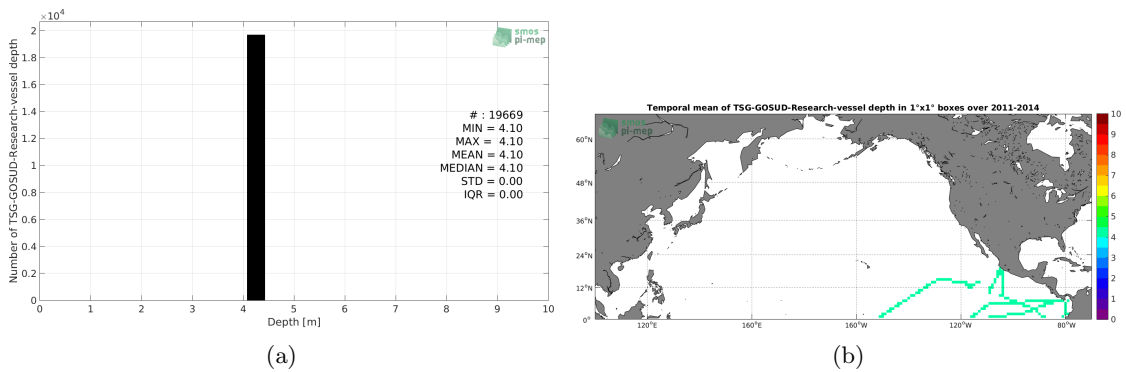 ×10⁴
2
1.8
1.6
1.4
1.2
1
0.8
0.6
0.4
0.2
0
Number of TSG-GOSUD-Research-vessel depth
smos
pi-mep
# : 19669
MIN = 4.10
MAX = 4.10
MEAN = 4.10
MEDIAN = 4.10
STD = 0.00
IQR = 0.00
0 1 2 3 4 5 6 7 8 9 10
Depth [m]
(a)
Temporal mean of TSG-GOSUD-Research-vessel depth in 1°x1° boxes over 2011-2014
smos
pi-mep
60°N
48°N
36°N
24°N
12°N
0°
120°E 160°E 160°W 120°W 80°W
10
9
8
7
6
5
4
3
2
1
0
(b)